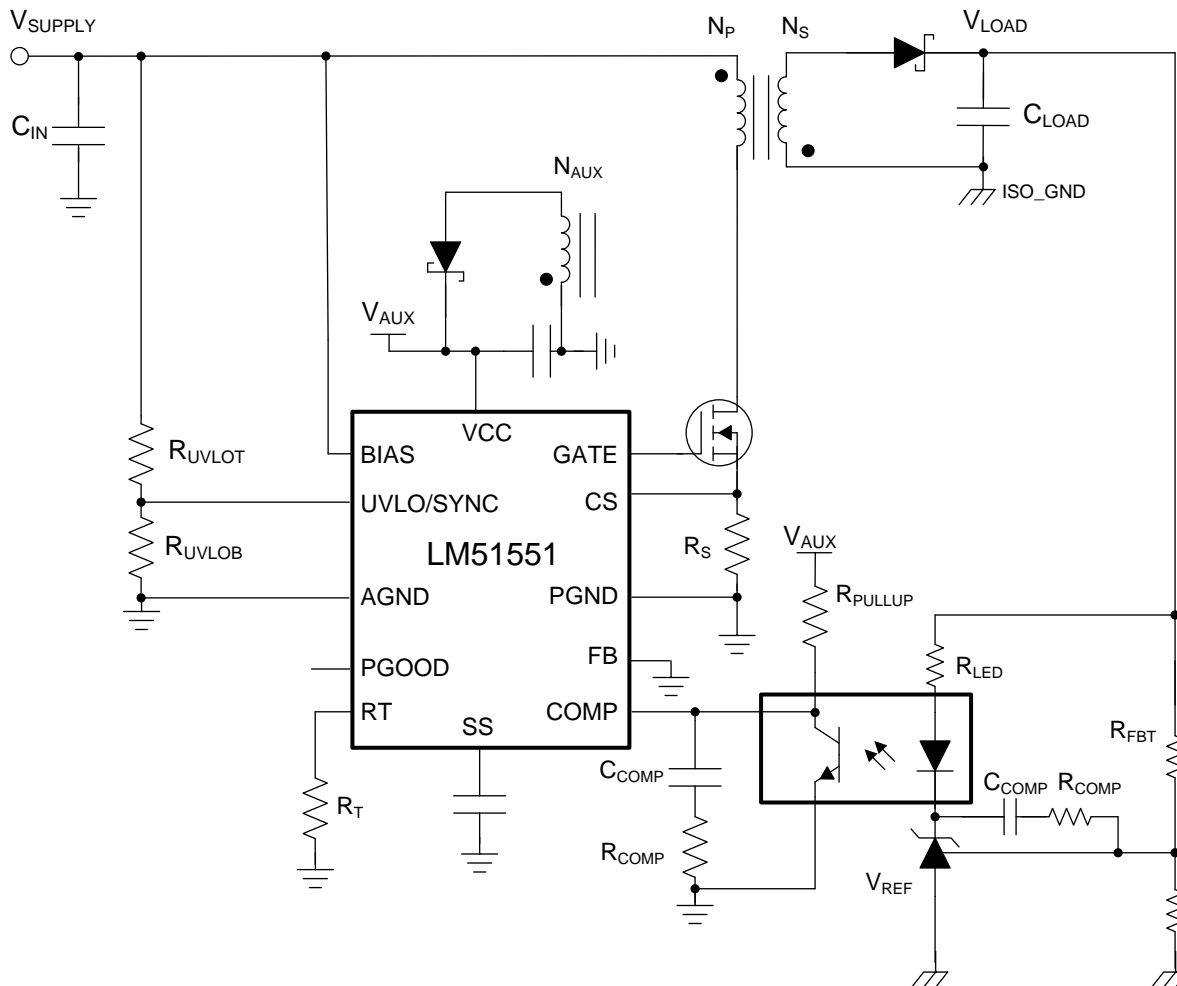 VSUPPLY
NP
NS
VLOAD
CIN
CLOAD
NAUX
ISO_GND
VAUX
VCC
RUVLOT
BIAS
GATE
UVLO/SYNC
CS
RUVLOB
LM51551
RS
VAUX
AGND
PGND
RPULLUP
PGOOD
FB
RLED
RT
COMP
SS
RFBT
CCOMP
CCOMP
RCOMP
RT
RCOMP
VREF